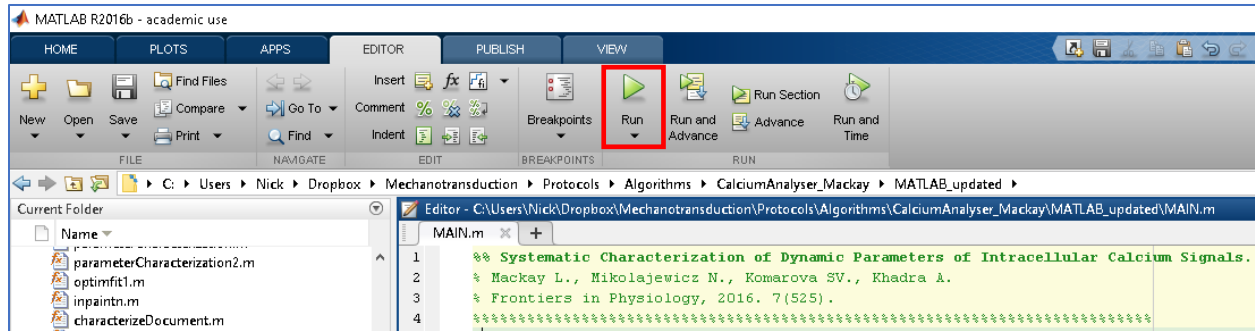 MATLAB R2016b - academic use
HOME PLOTS APPS EDITOR PUBLISH VIEW
Find Files Insert fx
New Open Save Compare Go To Comment Breakpoints Run Run and Advance Run Section Advance Run and Time
Print Find Indent
FILE NAVIGATE EDIT BREAKPOINTS RUN
C: Users Nick Dropbox Mechanotransduction Protocols Algorithms CalciumAnalyser_Mackay MATLAB_updated
Current Folder Editor - C:\Users\Nick\Dropbox\Mechanotransduction\Protocols\Algorithms\CalciumAnalyser_Mackay\MATLAB_updated\MAIN.m
Name MAIN.m +
1 %% Systematic Characterization of Dynamic Parameters of Intracellular Calcium Signals.
parameterCharacterization2.m
2 % Mackay L., Mikolajewicz N., Komarova SV., Khadra A.
optimfit1.m
inpaintn.m
3 % Frontiers in Physiology, 2016. 7(525).
characterizeDocument.m
4 %%%%%%%%%%%%%%%%%%%%%%%%%%%%%%%%%%%%%%%%%%%%%%%%%%%%%%%%%%%%%%%%%%%%%%%%%%%%